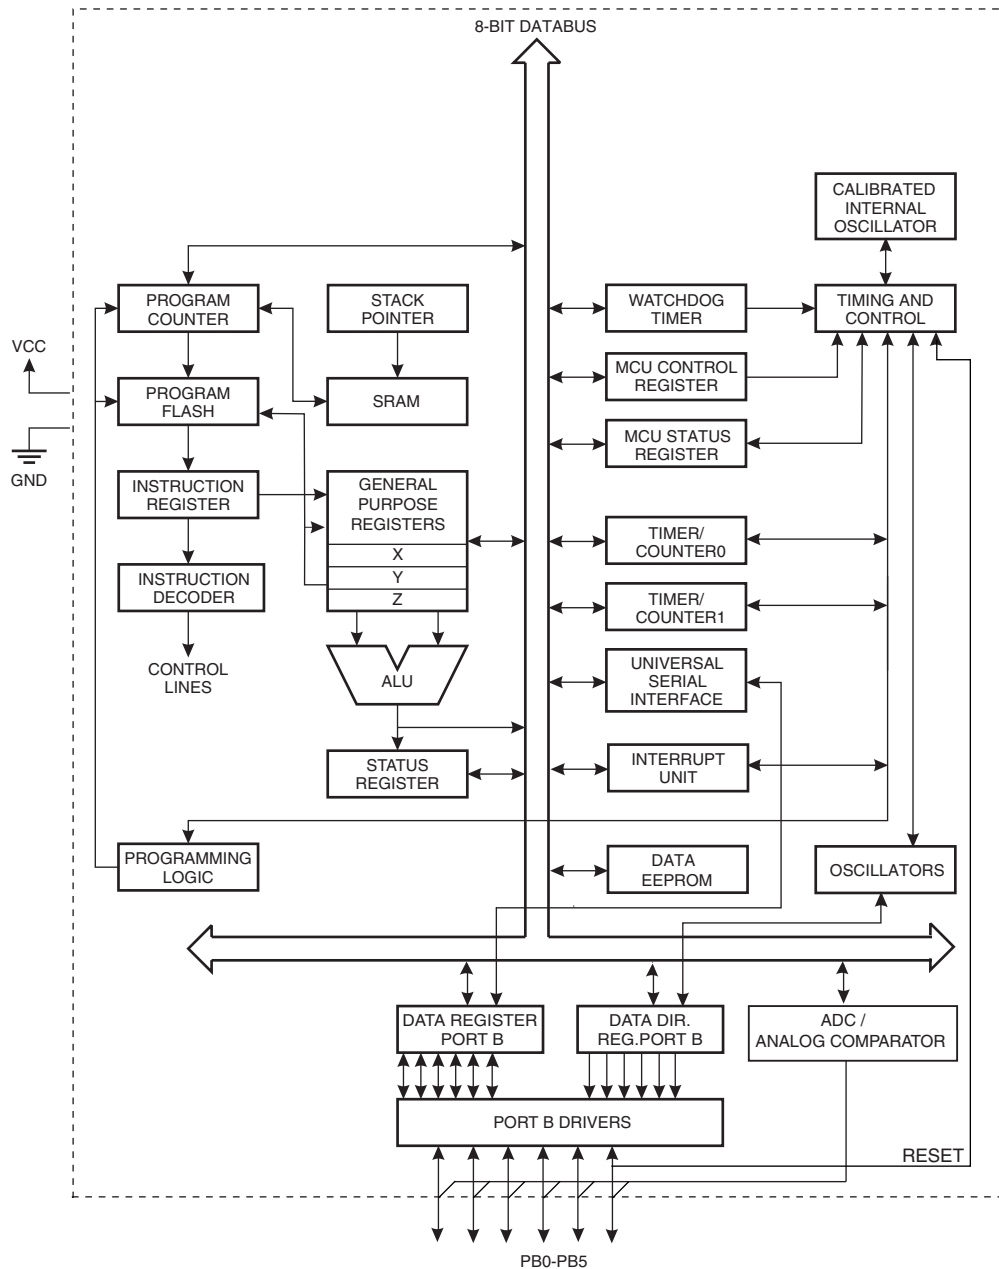 8-BIT DATABUS
CALIBRATED
INTERNAL
OSCILLATOR
PROGRAM
COUNTER
STACK
POINTER
WATCHDOG
TIMER
TIMING AND
CONTROL
VCC
PROGRAM
FLASH
SRAM
MCU CONTROL
REGISTER
MCU STATUS
REGISTER
GND
INSTRUCTION
REGISTER
GENERAL
PURPOSE
REGISTERS
X
Y
Z
TIMER/
COUNTER0
INSTRUCTION
DECODER
TIMER/
COUNTER1
CONTROL
LINES
ALU
UNIVERSAL
SERIAL
INTERFACE
STATUS
REGISTER
INTERRUPT
UNIT
PROGRAMMING
LOGIC
DATA
EEPROM
OSCILLATORS
DATA REGISTER
PORT B
DATA DIR.
REG.PORT B
ADC /
ANALOG COMPARATOR
PORT B DRIVERS
RESET
PB0-PB5